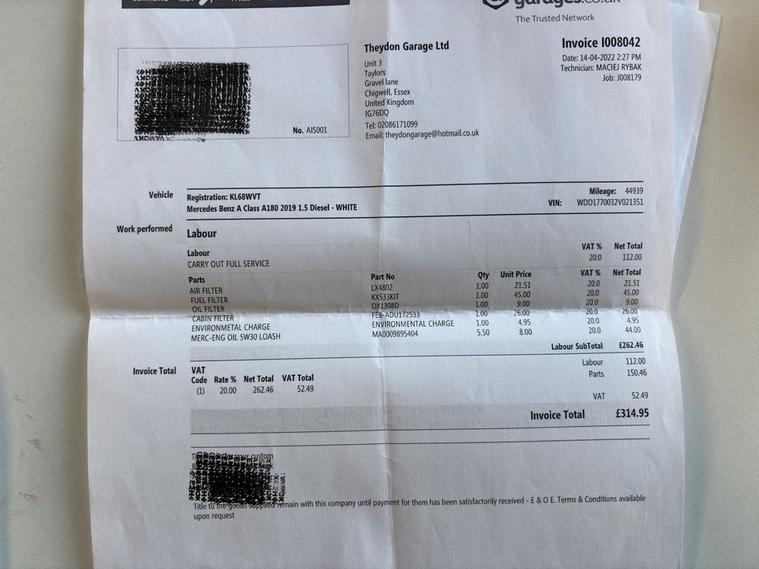 garages.co.uk
The Trusted Network
Theydon Garage Ltd
Unit 3
Taylors
Gravel lane
Chigwell, Essex
United Kingdom
IG76DQ
Tel: 02086171099
Email: theydongarage@hotmail.co.uk
Invoice I008042
Date: 14-04-2022 2:27 PM
Technician: MACIEJ RYBAK
Job: J008179
No. AIS001
Vehicle Registration: KL68WVT Mileage: 44939
Mercedes Benz A Class A180 2019 1.5 Diesel - WHITE VIN: WDD1770032V021351
Work performed Labour
Labour VAT % Net Total
CARRY OUT FULL SERVICE 20.0 112.00
Parts Part No Qty Unit Price VAT % Net Total
AIR FILTER LX4802 1.00 21.51 20.0 21.51
FUEL FILTER KX533KIT 1.00 45.00 20.0 45.00
OIL FILTER OX1308D 1.00 9.00 20.0 9.00
CABIN FILTER FEB-ADU172533 1.00 26.00 20.0 26.00
ENVIRONMETAL CHARGE ENVIRONMENTAL CHARGE 1.00 4.95 20.0 4.95
MERC-ENG OIL 5W30 LOASH MA0009895404 5.50 8.00 20.0 44.00
Labour SubTotal £262.46
Invoice Total VAT
Code Rate % Net Total VAT Total
(1) 20.00 262.46 52.49
Labour 112.00
Parts 150.46
VAT 52.49
Invoice Total £314.95
your custom
Title to the goods supplied remain with this company until payment for them has been satisfactorily received - E & O E. Terms & Conditions available
upon request